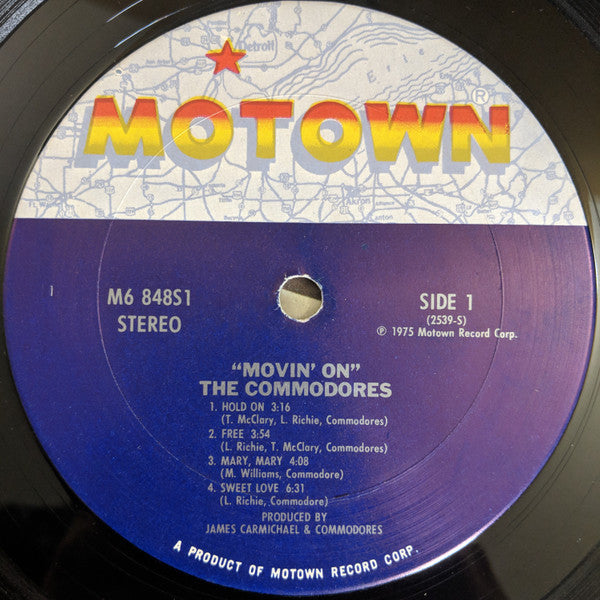 Detroit
Erie
MOTOWN®
Akron
Canton
Ft. Wayne
M6 848S1
STEREO
SIDE 1
(2539-S)
℗ 1975 Motown Record Corp.
"MOVIN' ON"
THE COMMODORES
1. HOLD ON 3:16
(T. McClary, L. Richie, Commodores)
2. FREE 3:54
(L. Richie, T. McClary, Commodores)
3. MARY, MARY 4:08
(M. Williams, Commodore)
4. SWEET LOVE 6:31
(L. Richie, Commodore)
PRODUCED BY
JAMES CARMICHAEL & COMMODORES
A PRODUCT OF MOTOWN RECORD CORP.